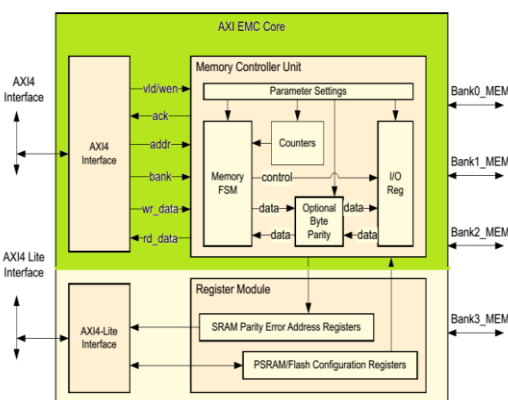 AXI EMC Core
AXI4
Interface
Memory Controller Unit
Parameter Settings
Bank0_MEM
vld/wen
ack
AXI4
Interface
addr
Counters
Memory
FSM
I/O
Reg
Bank1_MEM
bank
control
wr_data
data
Optional
Byte
Parity
data
rd_data
data
data
Bank2_MEM
AXI4 Lite
Interface
Register Module
AXI4-Lite
Interface
SRAM Parity Error Address Registers
Bank3_MEM
PSRAM/Flash Configuration Registers